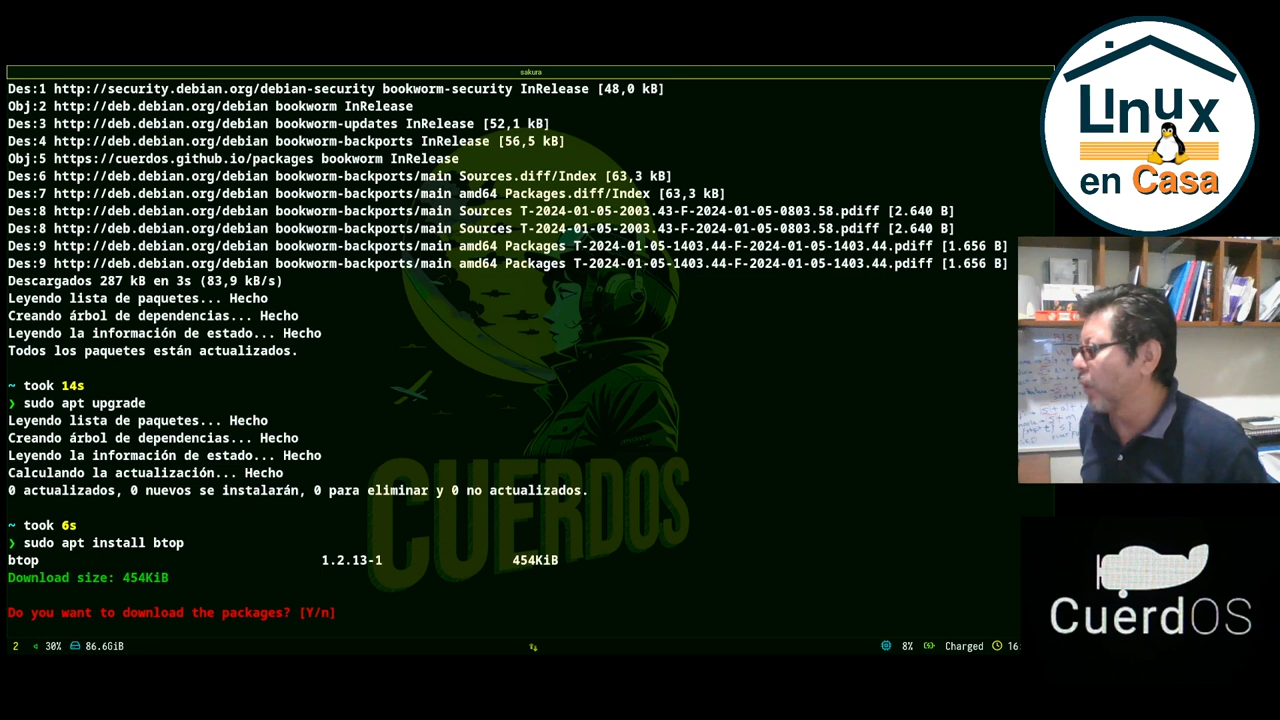 sakura
Des:1 http://security.debian.org/debian-security bookworm-security InRelease [48,0 kB]
Obj:2 http://deb.debian.org/debian bookworm InRelease
Des:3 http://deb.debian.org/debian bookworm-updates InRelease [52,1 kB]
Des:4 http://deb.debian.org/debian bookworm-backports InRelease [56,5 kB]
Obj:5 https://cuerdos.github.io/packages bookworm InRelease
Des:6 http://deb.debian.org/debian bookworm-backports/main Sources.diff/Index [63,3 kB]
Des:7 http://deb.debian.org/debian bookworm-backports/main amd64 Packages.diff/Index [63,3 kB]
Des:8 http://deb.debian.org/debian bookworm-backports/main Sources T-2024-01-05-2003.43-F-2024-01-05-0803.58.pdiff [2.640 B]
Des:8 http://deb.debian.org/debian bookworm-backports/main Sources T-2024-01-05-2003.43-F-2024-01-05-0803.58.pdiff [2.640 B]
Des:9 http://deb.debian.org/debian bookworm-backports/main amd64 Packages T-2024-01-05-1403.44-F-2024-01-05-1403.44.pdiff [1.656 B]
Des:9 http://deb.debian.org/debian bookworm-backports/main amd64 Packages T-2024-01-05-1403.44-F-2024-01-05-1403.44.pdiff [1.656 B]
Descargados 287 kB en 3s (83,9 kB/s)
Leyendo lista de paquetes... Hecho
Creando árbol de dependencias... Hecho
Leyendo la información de estado... Hecho
Todos los paquetes están actualizados.
~ took 14s
❯ sudo apt upgrade
Leyendo lista de paquetes... Hecho
Creando árbol de dependencias... Hecho
Leyendo la información de estado... Hecho
Calculando la actualización... Hecho
0 actualizados, 0 nuevos se instalarán, 0 para eliminar y 0 no actualizados.
~ took 6s
❯ sudo apt install btop
btop 1.2.13-1 454KiB
Download size: 454KiB
Do you want to download the packages? [Y/n]
2 30% 86.6GiB 8% Charged 16
CUERDOS
Linux
en Casa
CuerdOS